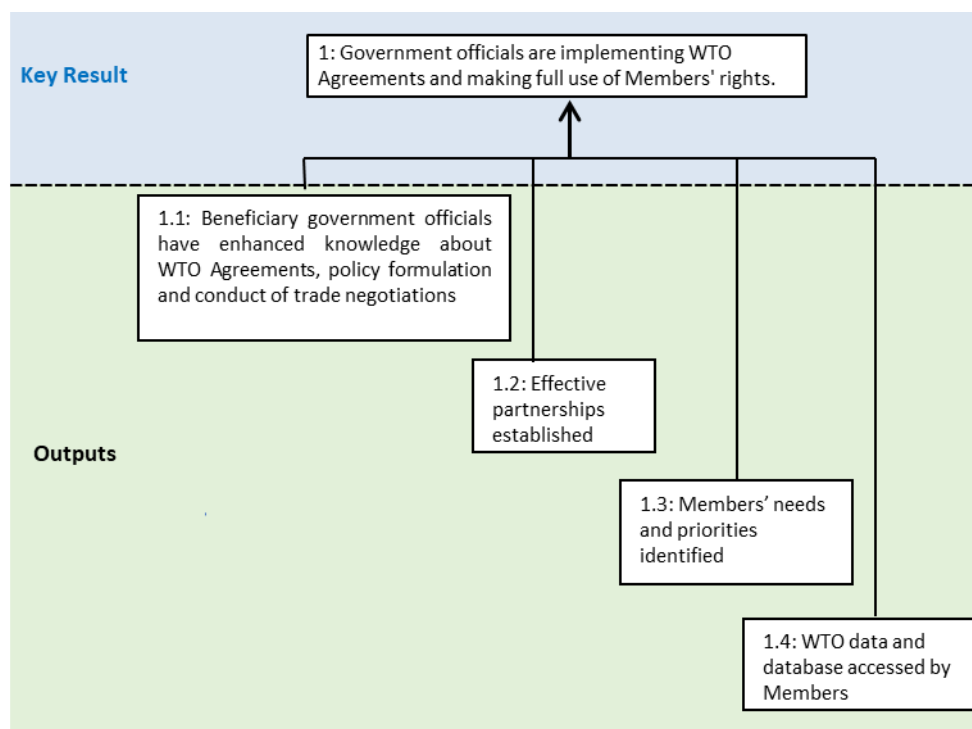 Key Result
1: Government officials are implementing WTO
Agreements and making full use of Members' rights.
1.1: Beneficiary government officials
have enhanced knowledge about
WTO Agreements, policy formulation
and conduct of trade negotiations
1.2: Effective
partnerships
established
Outputs
1.3: Members’ needs
and priorities
identified
1.4: WTO data and
database accessed by
Members